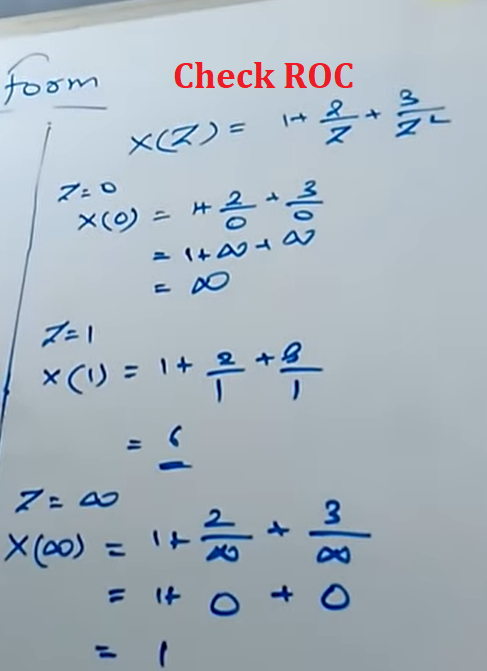 form
Check ROC
X(Z) = 1+ 2/Z + 3/Z²
Z=0
X(0) = 1+ 2/0 + 3/0
= 1+∞+∞
= ∞
Z=1
X(1) = 1+ 2/1 + 3/1
= 6
Z=∞
X(∞) = 1+ 2/∞ + 3/∞
= 1+ 0 + 0
= 1